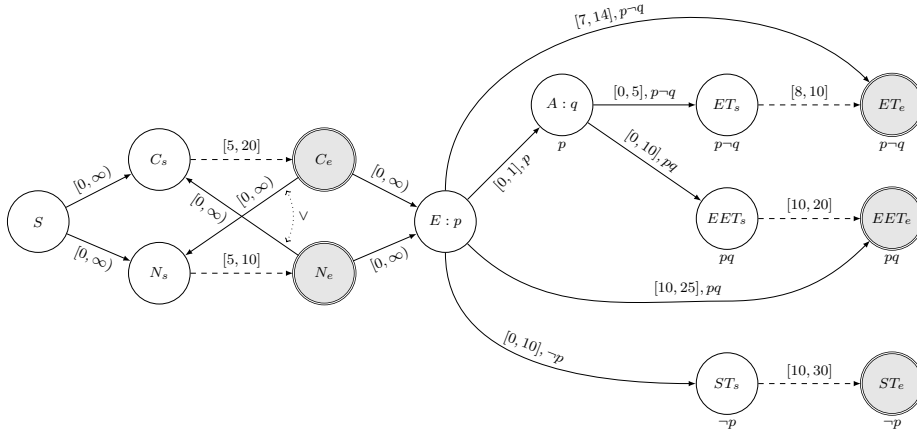 [7, 14], p¬q
A : q
p
[0, 5], p¬q
ET_s
p¬q
[8, 10]
ET_e
p¬q
[0, 10], pq
[0, 1], p
S
[0, ∞)
[0, ∞)
C_s
[5, 20]
C_e
[0, ∞)
[0, ∞)
∨
[0, ∞)
[0, ∞)
N_s
[5, 10]
N_e
E : p
EET_s
pq
[10, 20]
EET_e
pq
[10, 25], pq
[0, 10], ¬p
ST_s
¬p
[10, 30]
ST_e
¬p